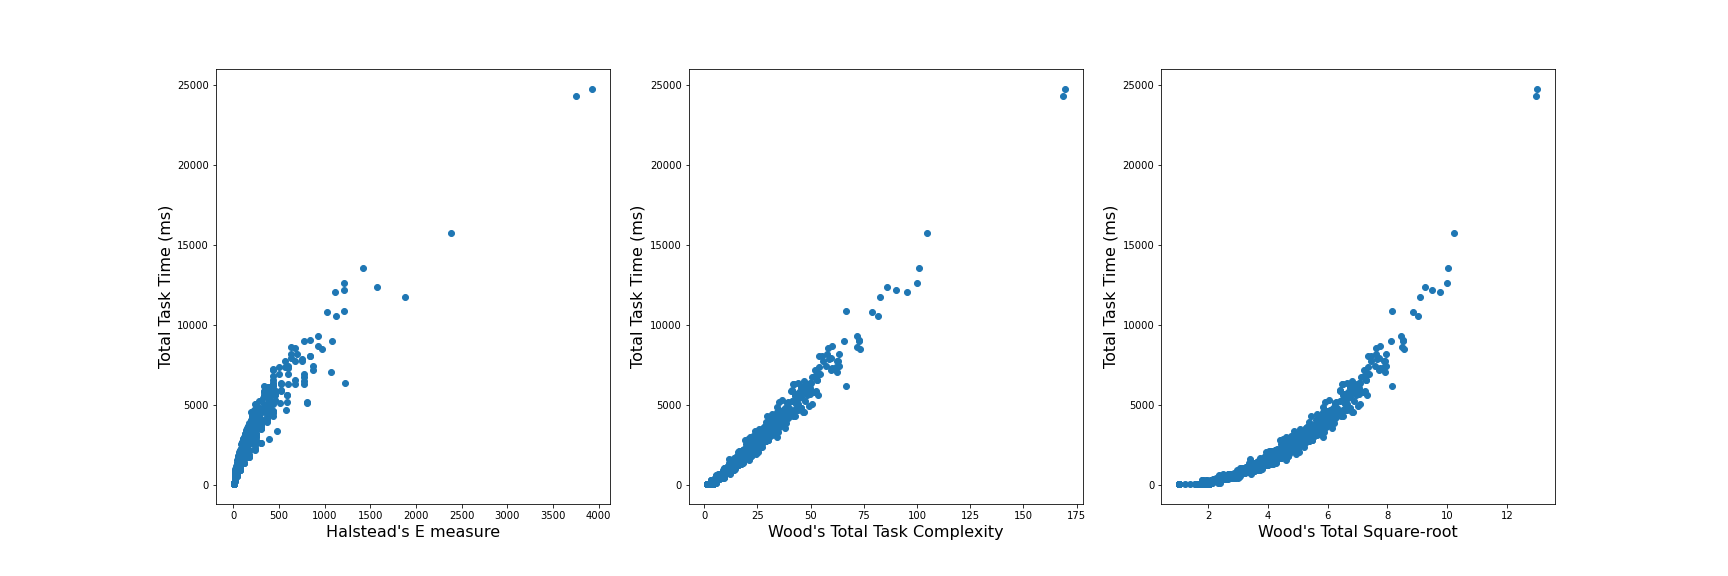 25000
20000
15000
10000
5000
0
Total Task Time (ms)
0 500 1000 1500 2000 2500 3000 3500 4000
Halstead's E measure
25000
20000
15000
10000
5000
0
Total Task Time (ms)
0 25 50 75 100 125 150 175
Wood's Total Task Complexity
25000
20000
15000
10000
5000
0
Total Task Time (ms)
2 4 6 8 10 12
Wood's Total Square-root